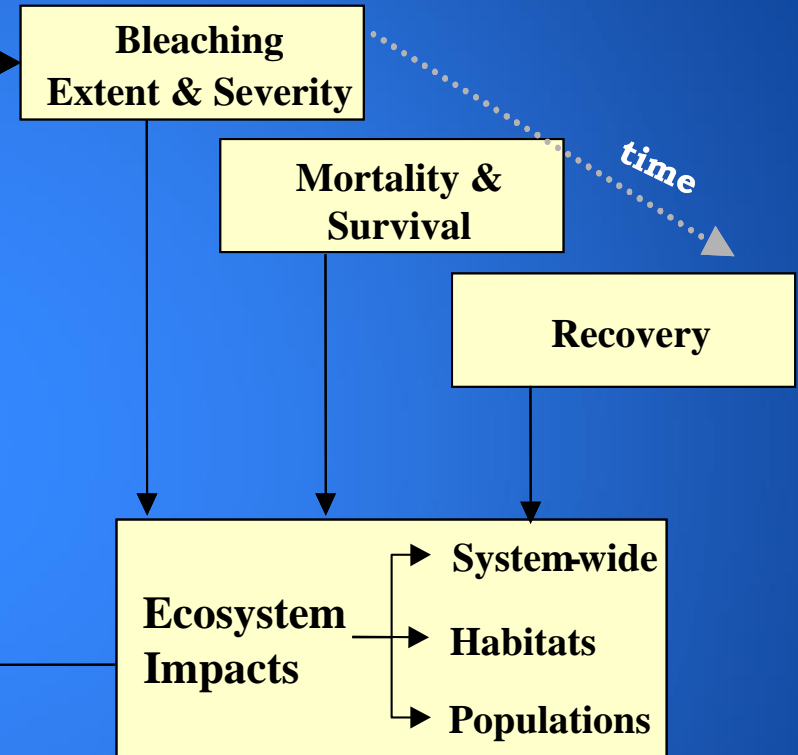 Bleaching
Extent & Severity
time
Mortality &
Survival
Recovery
Ecosystem
Impacts
System-wide
Habitats
Populations